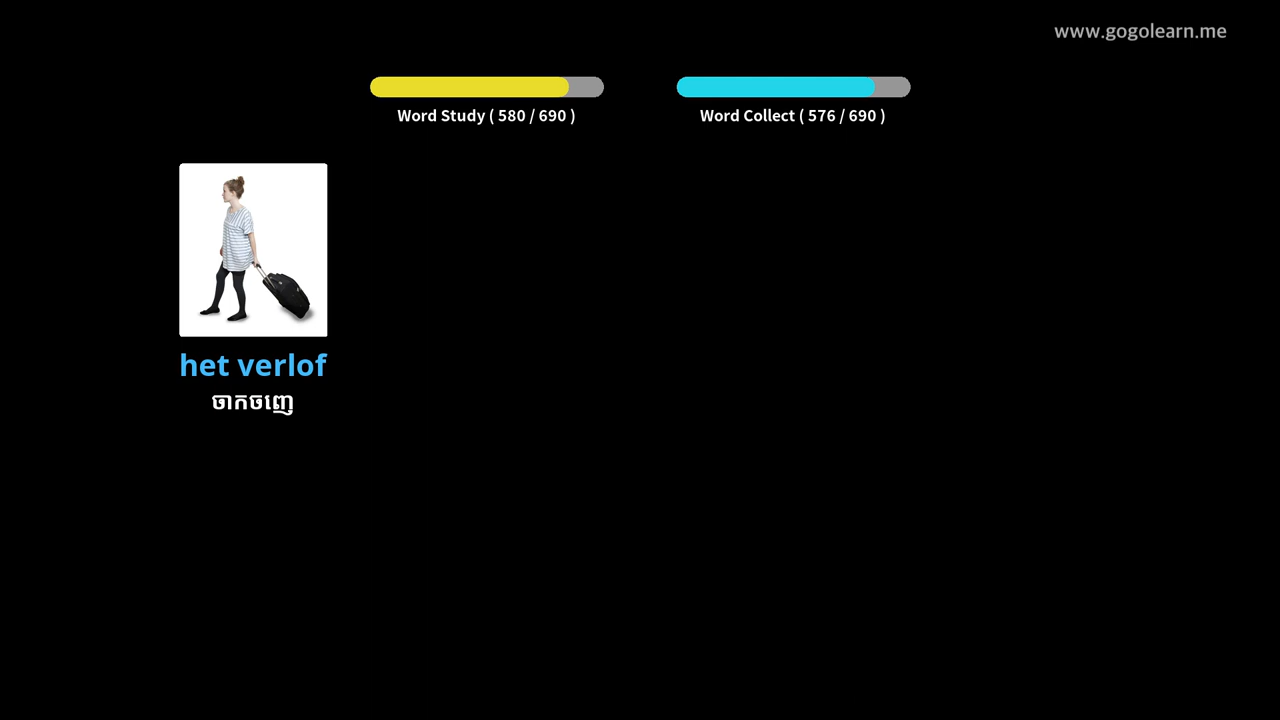 www.gogolearn.me
Word Study ( 580 / 690 )
Word Collect ( 576 / 690 )
het verlof
ចាកចេញ